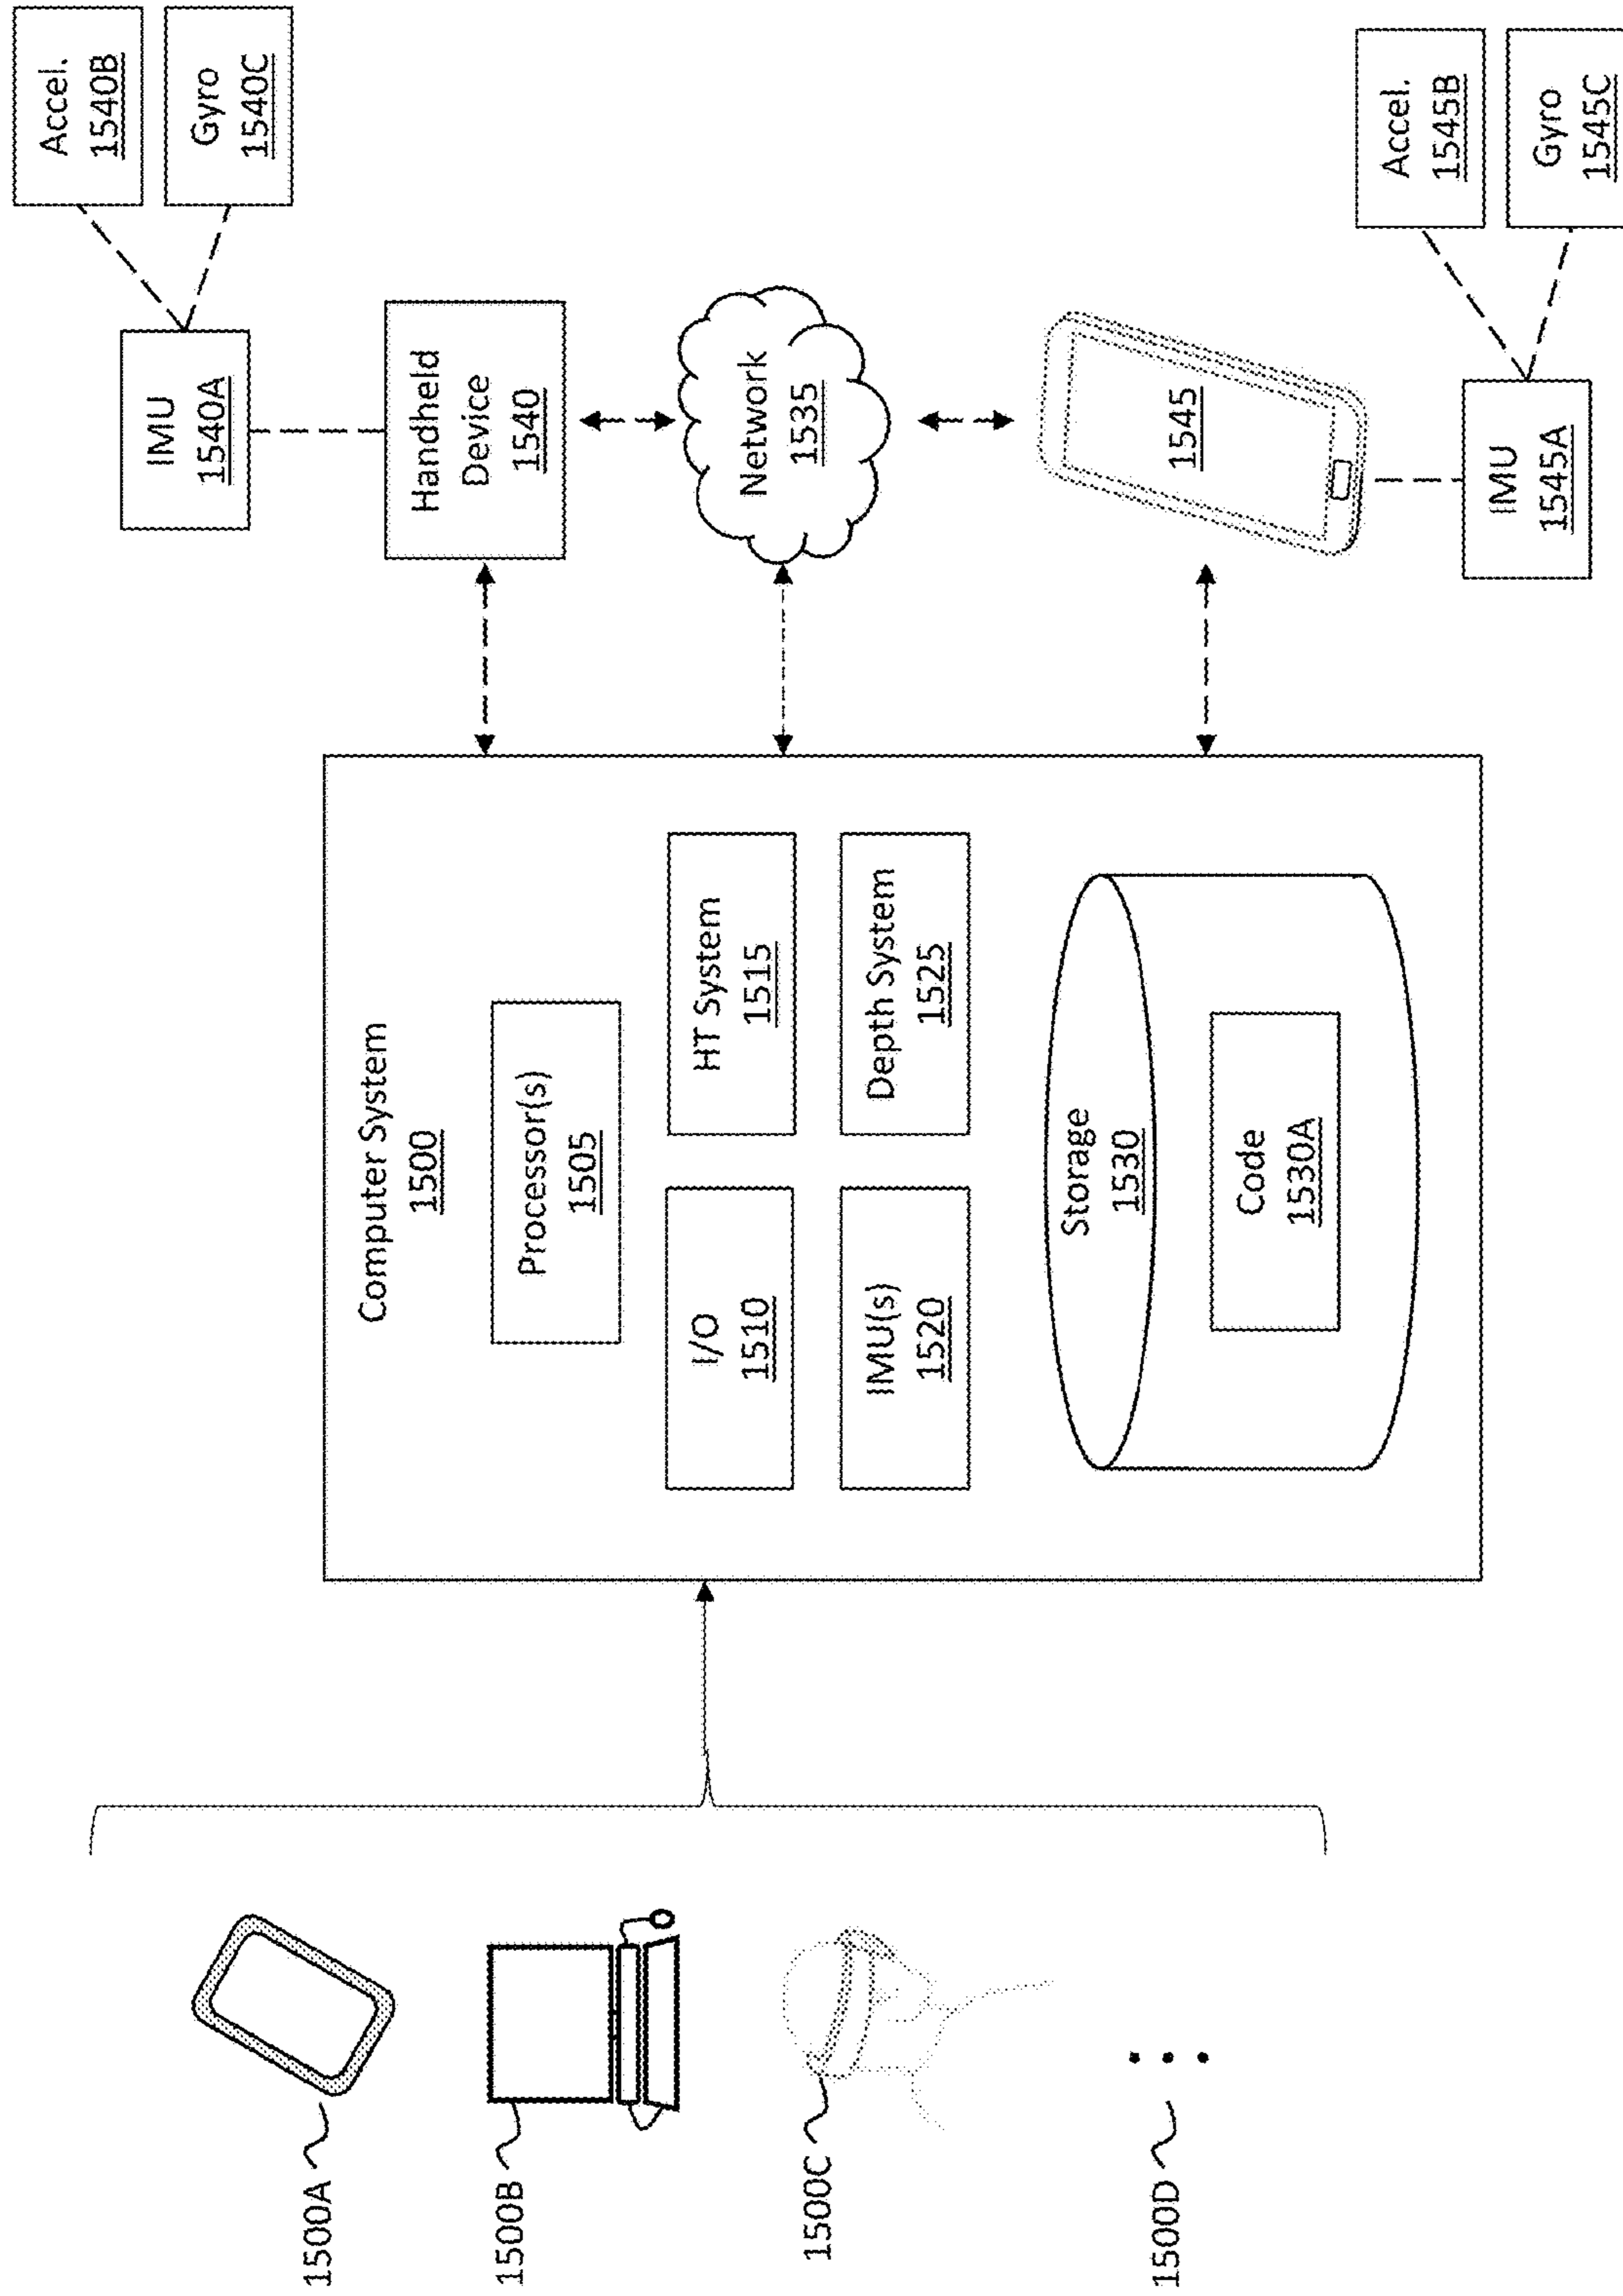 1500A
1500B
1500C
1500D
Computer System
1500
Processor(s)
1505
I/O
1510
HT System
1515
IMU(s)
1520
Depth System
1525
Storage
1530
Code
1530A
IMU
1540A
Accel.
1540B
Gyro
1540C
Handheld
Device
1540
Network
1535
1545
IMU
1545A
Accel.
1545B
Gyro
1545C